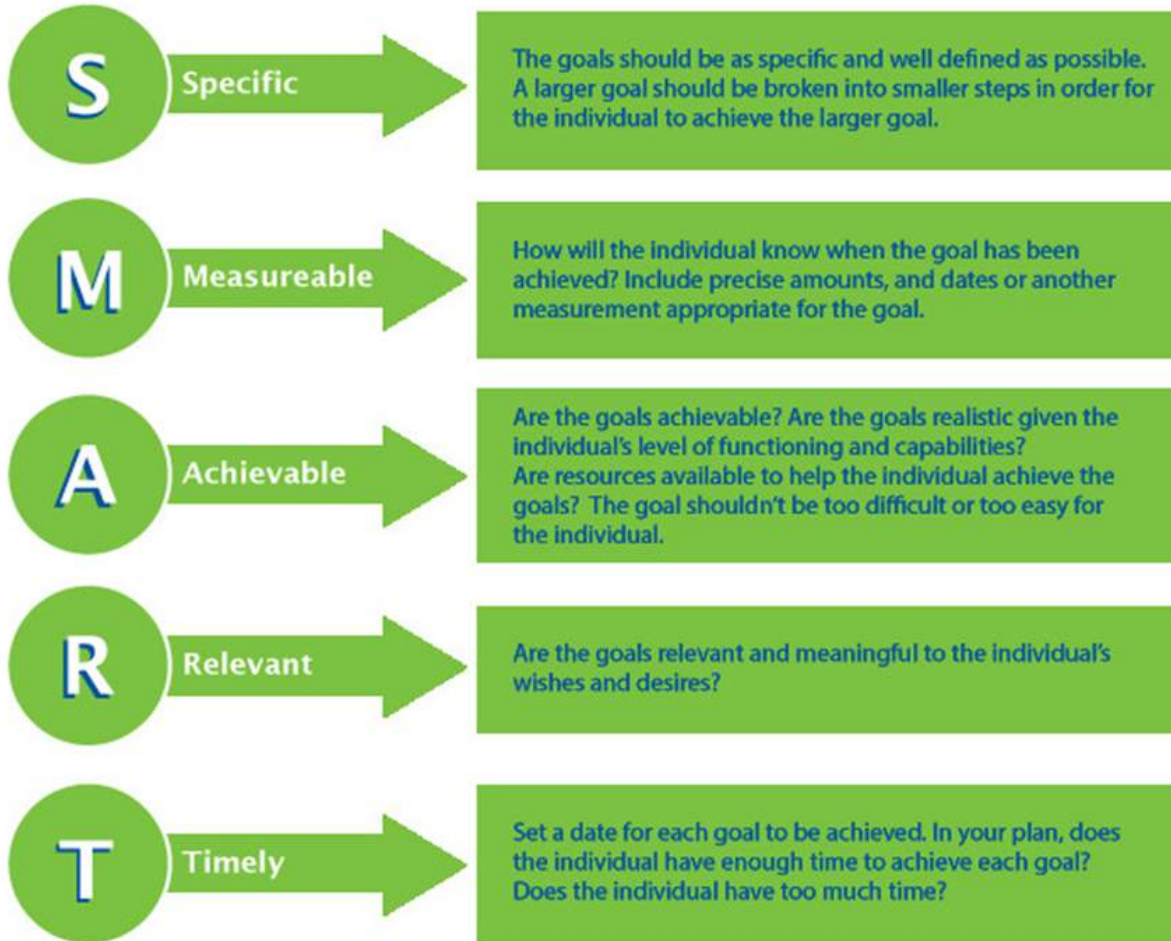 S
Specific
The goals should be as specific and well defined as possible.
A larger goal should be broken into smaller steps in order for
the individual to achieve the larger goal.
M
Measureable
How will the individual know when the goal has been
achieved? Include precise amounts, and dates or another
measurement appropriate for the goal.
A
Achievable
Are the goals achievable? Are the goals realistic given the
individual's level of functioning and capabilities?
Are resources available to help the individual achieve the
goals? The goal shouldn't be too difficult or too easy for
the individual.
R
Relevant
Are the goals relevant and meaningful to the individual's
wishes and desires?
T
Timely
Set a date for each goal to be achieved. In your plan, does
the individual have enough time to achieve each goal?
Does the individual have too much time?